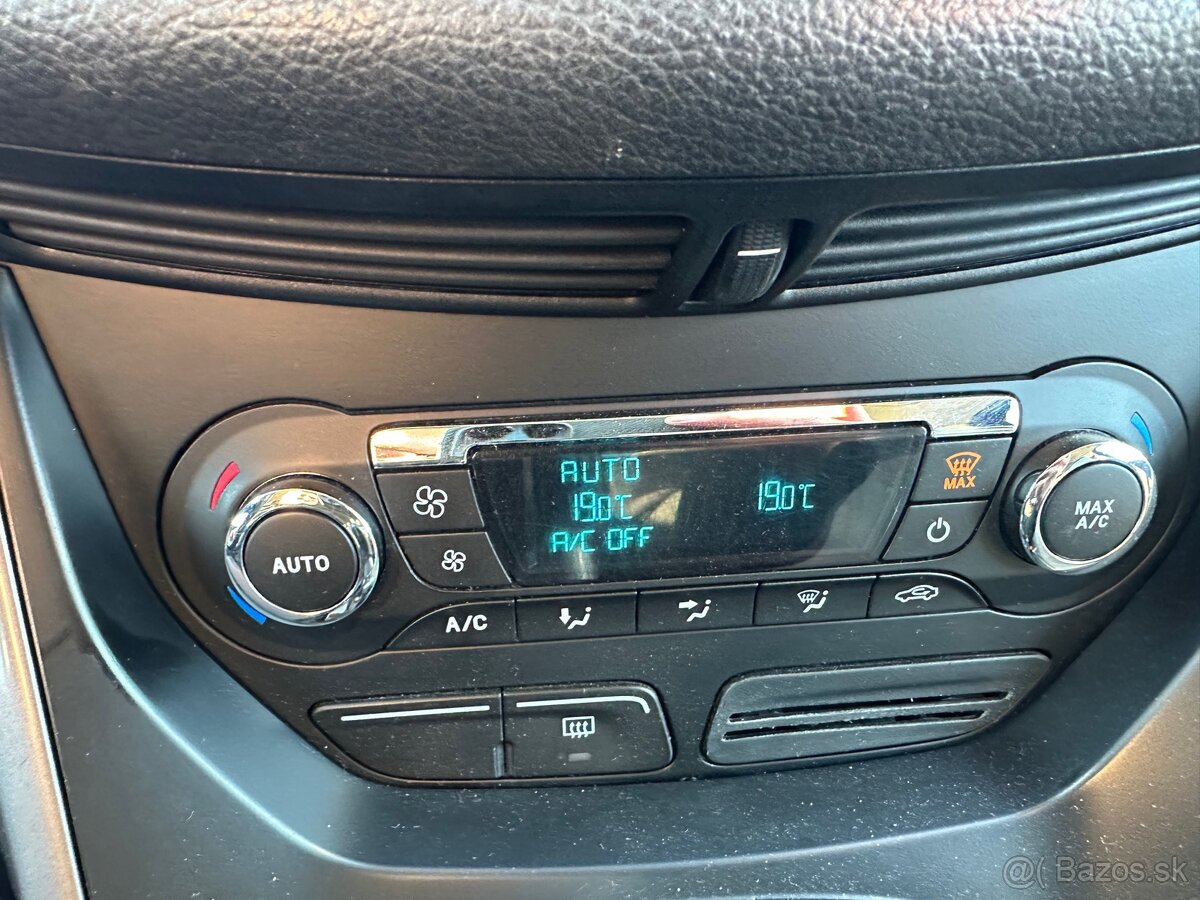 AUTO
19.0°C
19.0°C
A/C OFF
MAX
MAX
A/C
AUTO
A/C
@( Bazos.sk